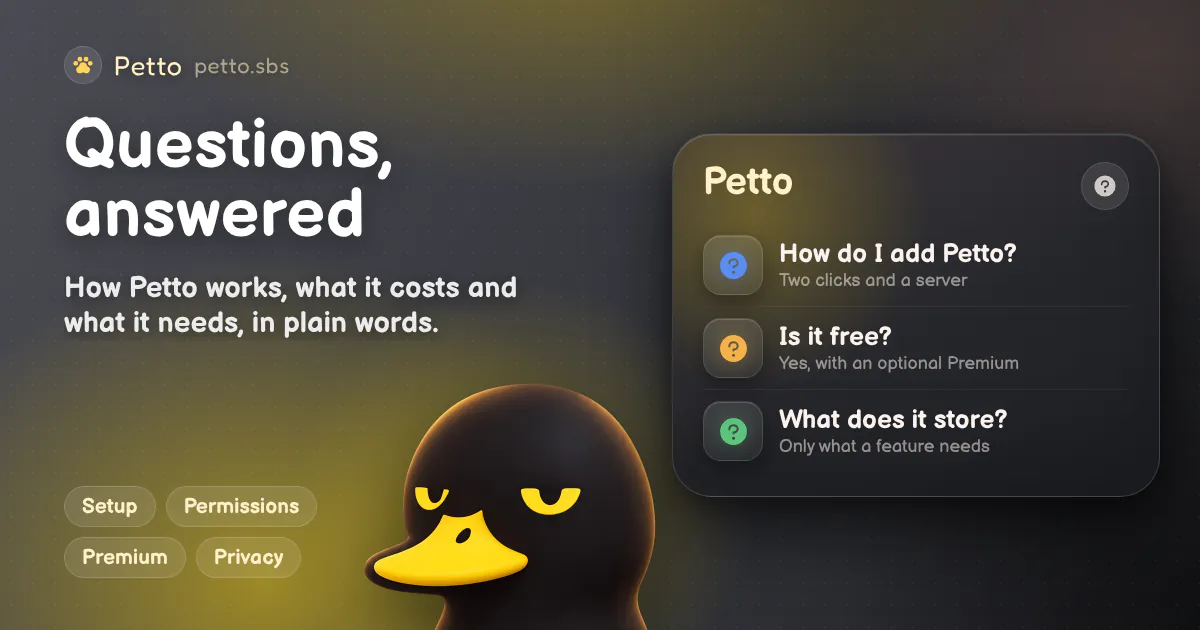 Petto petto.sbs
Questions,
answered
How Petto works, what it costs and
what it needs, in plain words.
Setup
Permissions
Premium
Privacy
Petto
?
?
How do I add Petto?
Two clicks and a server
?
Is it free?
Yes, with an optional Premium
?
What does it store?
Only what a feature needs